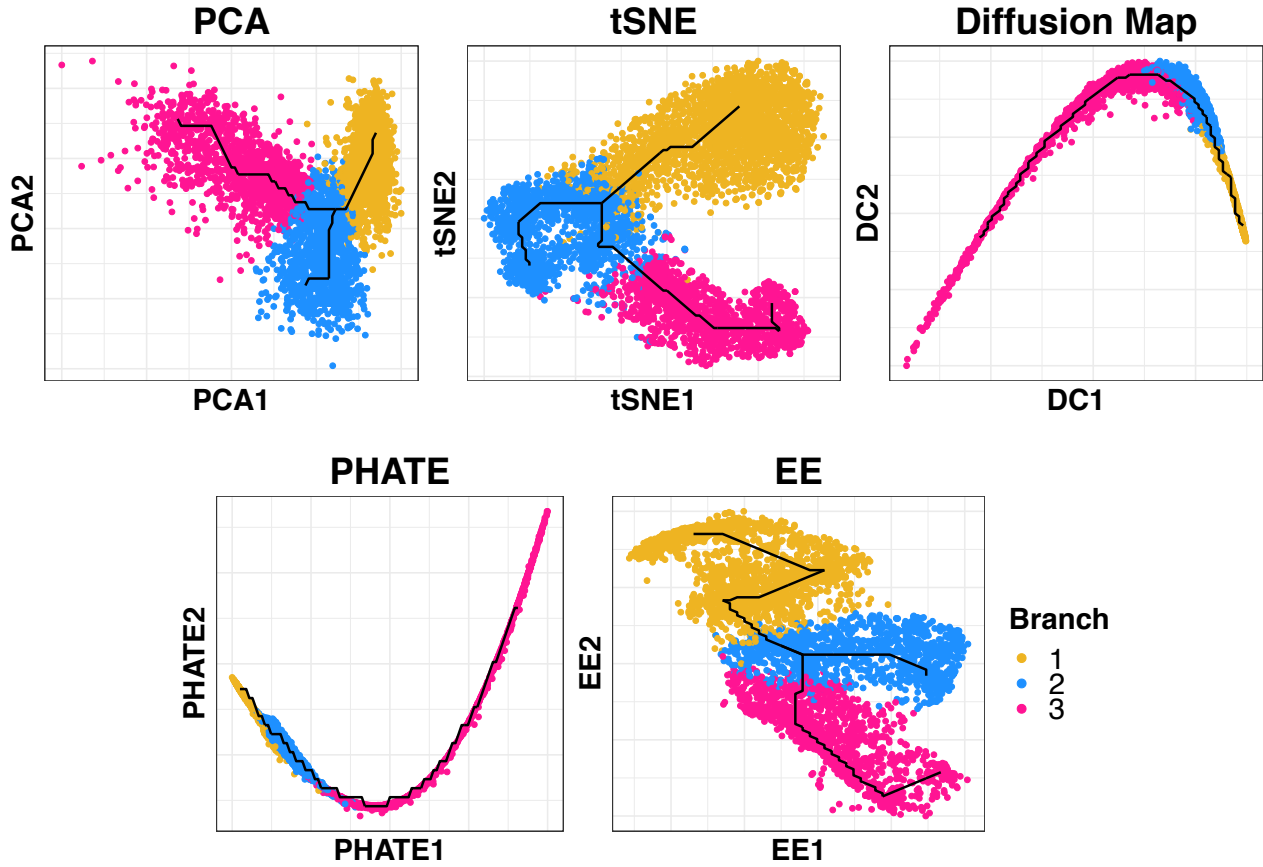 PCA
PCA2
PCA1
tSNE
tSNE2
tSNE1
Diffusion Map
DC2
DC1
PHATE
PHATE2
PHATE1
EE
EE2
EE1
Branch
1
2
3